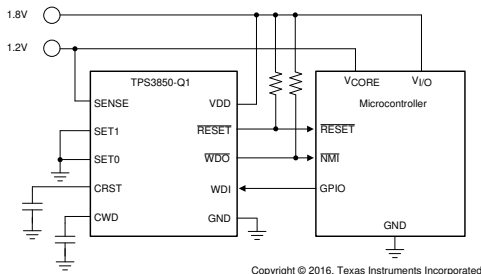 1.8V
1.2V
TPS3850-Q1
SENSE
VDD
SET1
RESET
SET0
WDO
CRST
WDI
CWD
GND
VCORE
VI/O
Microcontroller
RESET
NMI
GPIO
GND
Copyright © 2016, Texas Instruments Incorporated